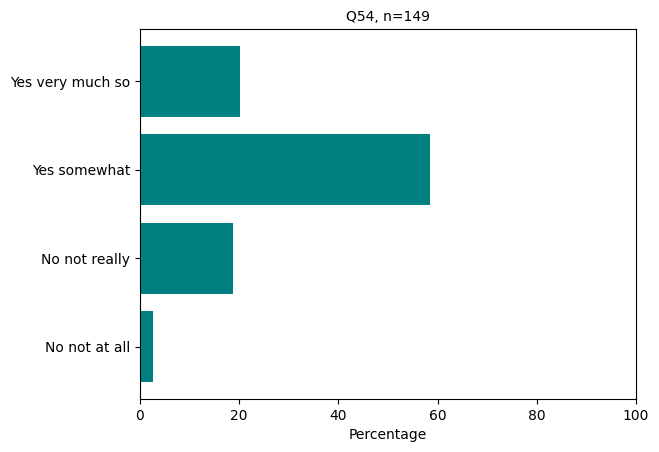 Q54, n=149
Yes very much so
Yes somewhat
No not really
No not at all
0 20 40 60 80 100
Percentage